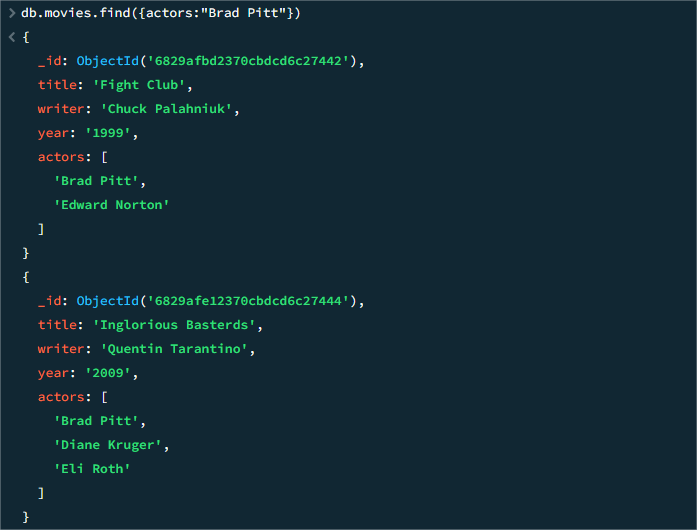 > db.movies.find({actors:"Brad Pitt"})
< {
_id: ObjectId('6829afbd2370cbdcd6c27442'),
title: 'Fight Club',
writer: 'Chuck Palahniuk',
year: '1999',
actors: [
'Brad Pitt',
'Edward Norton'
]
}
{
_id: ObjectId('6829afe12370cbdcd6c27444'),
title: 'Inglorious Basterds',
writer: 'Quentin Tarantino',
year: '2009',
actors: [
'Brad Pitt',
'Diane Kruger',
'Eli Roth'
]
}